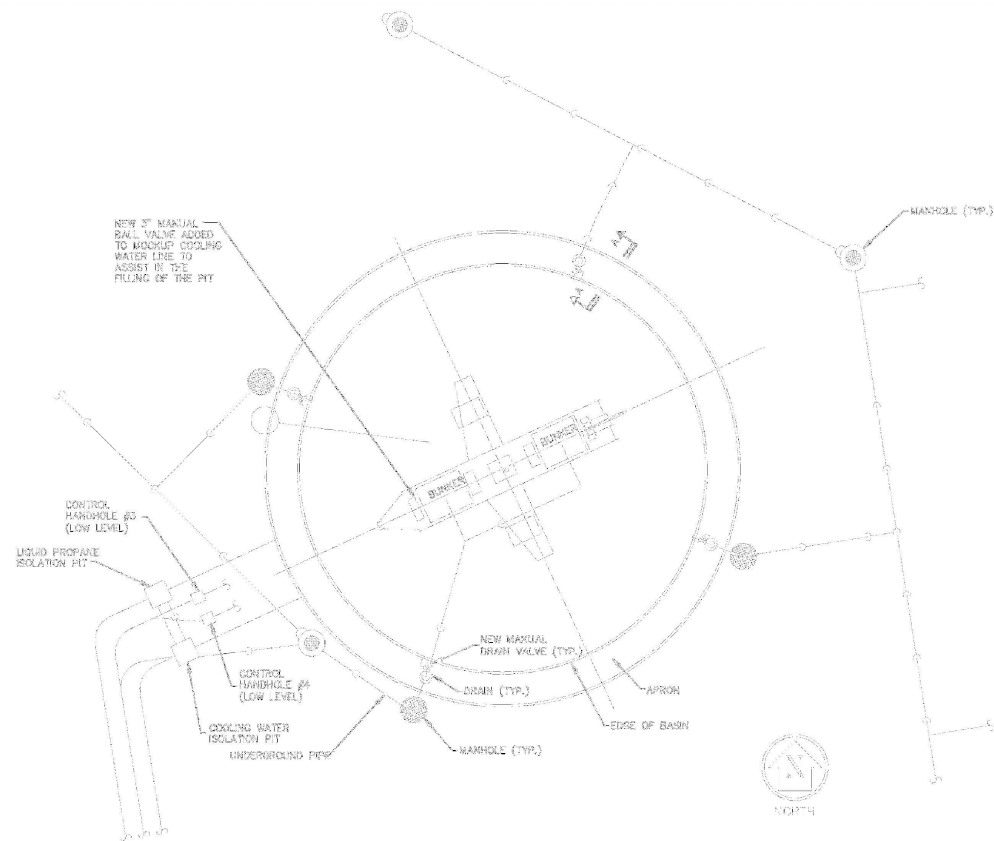 NEW 3" MANUAL
BALL VALVE ADDED
TO MOCKUP COOLING
WATER LINE TO
ASSIST IN THE
FILLING OF THE PIT
MANHOLE (TYP.)
A
A
BUNKER
BUNKER
CONTROL
HANDHOLE #3
(LOW LEVEL)
LIQUID PROPANE
ISOLATION PIT
NEW MANUAL
DRAIN VALVE (TYP.)
DRAIN (TYP.)
APRON
CONTROL
HANDHOLE #4
(LOW LEVEL)
EDGE OF BASIN
COOLING WATER
ISOLATION PIT
UNDERGROUND PIPE
MANHOLE (TYP.)
N
NORTH